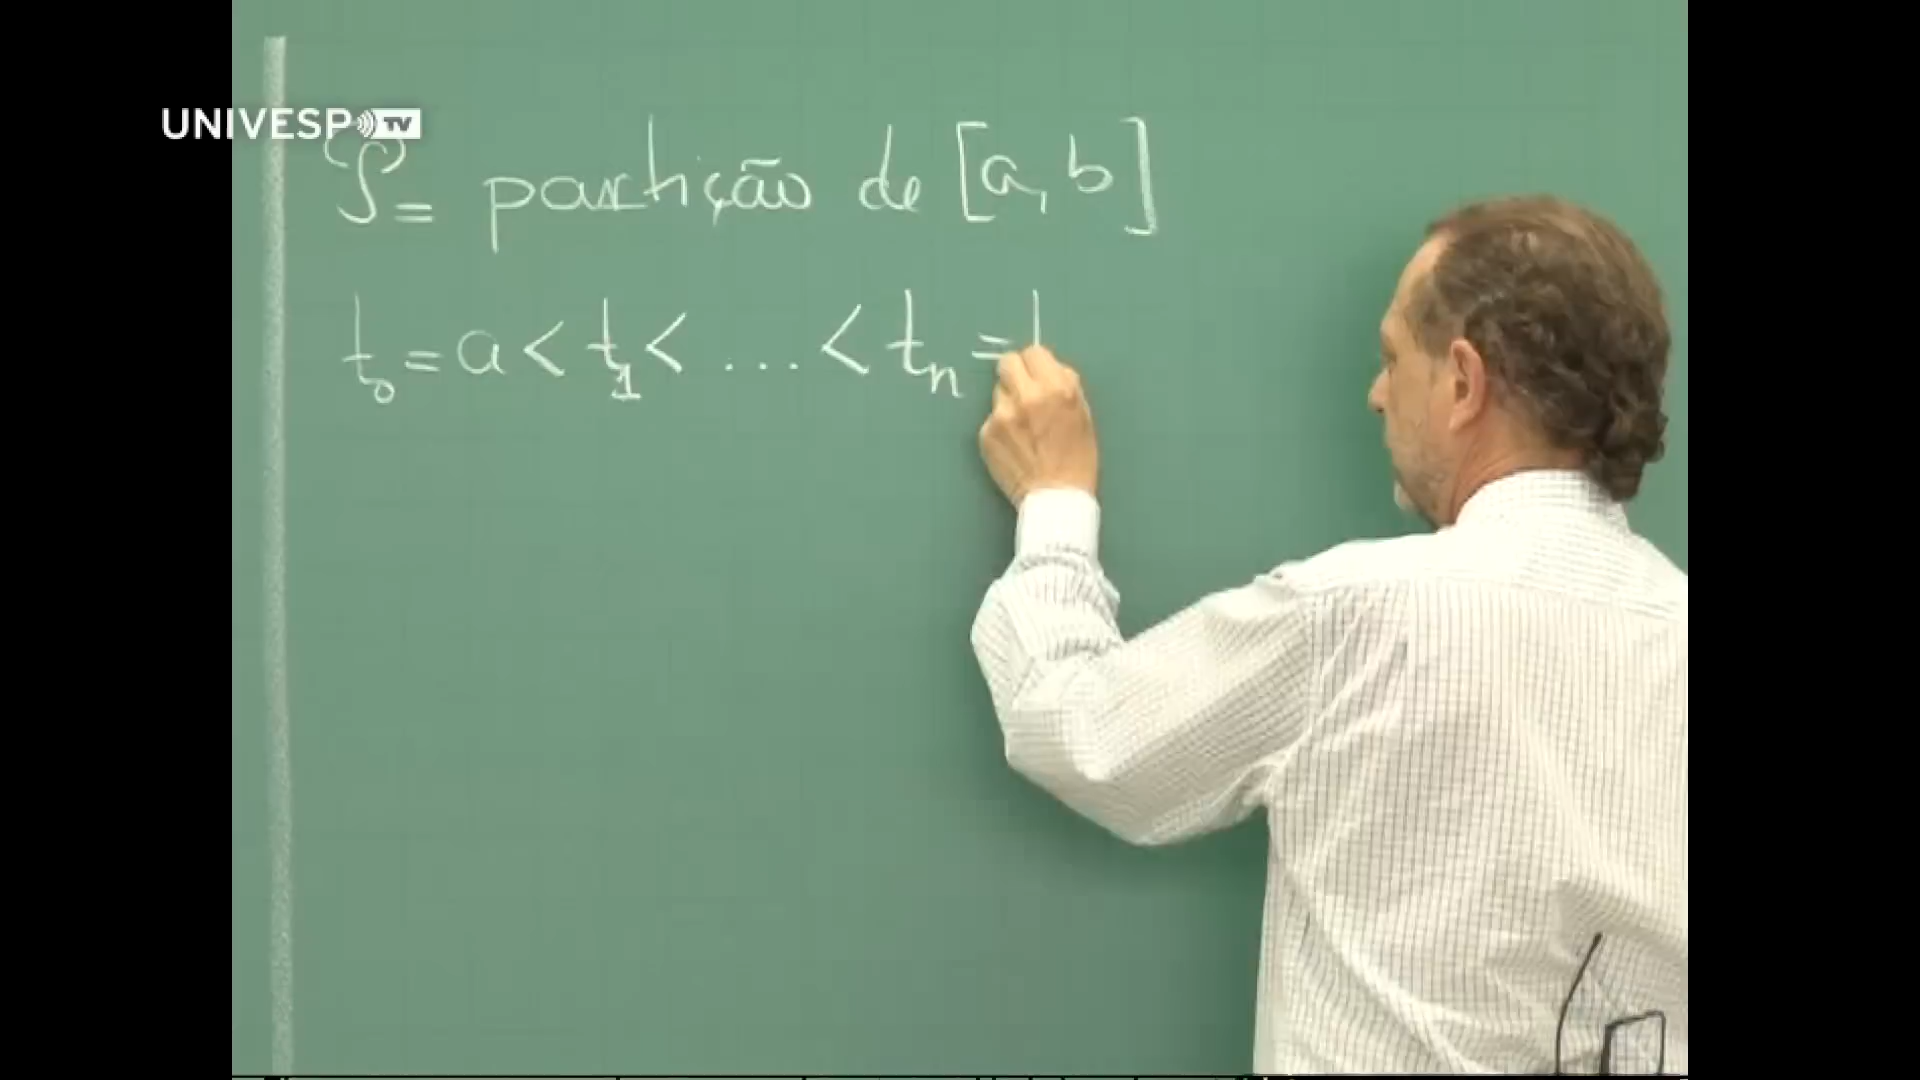 UNIVESP TV
P = partição de [a, b]
t₀ = a < t₁ < ... < tₙ =